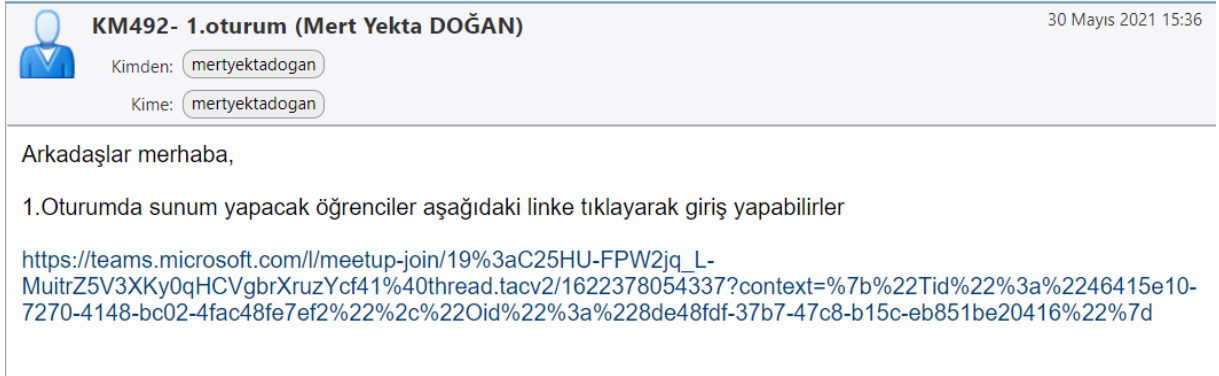 KM492- 1.oturum (Mert Yekta DOĞAN)
30 Mayıs 2021 15:36
Kimden: mertyektadogan
Kime: mertyektadogan
Arkadaşlar merhaba,
1.Oturumda sunum yapacak öğrenciler aşağıdaki linke tıklayarak giriş yapabilirler
https://teams.microsoft.com/l/meetup-join/19%3aC25HU-FPW2jq_L-
MuitrZ5V3XKy0qHCVgbrXruzYcf41%40thread.tacv2/1622378054337?context=%7b%22Tid%22%3a%2246415e10-
7270-4148-bc02-4fac48fe7ef2%22%2c%22Oid%22%3a%228de48fdf-37b7-47c8-b15c-eb851be20416%22%7d